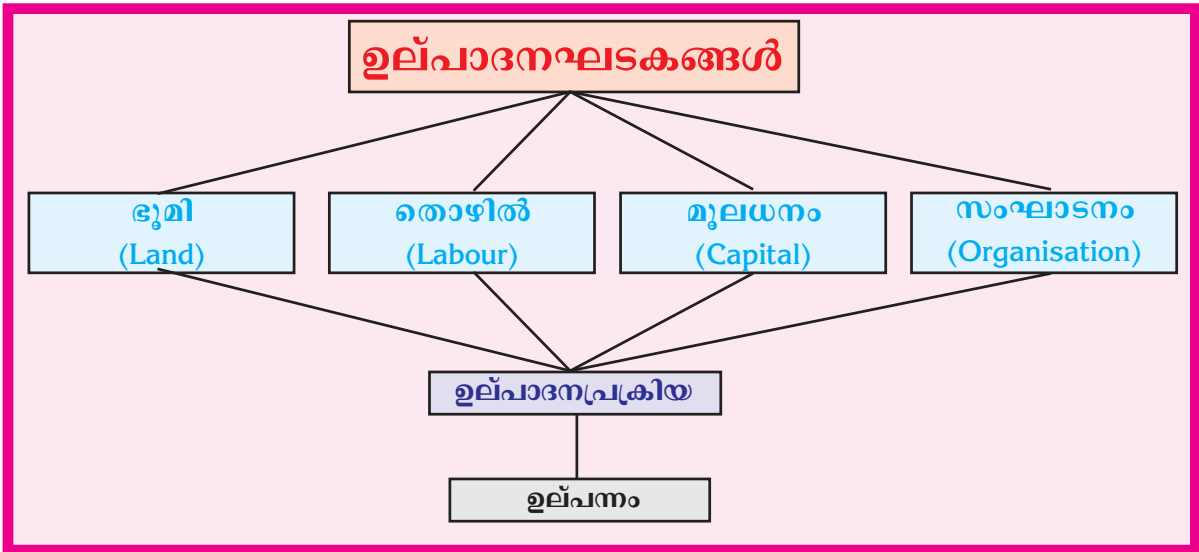 ഉല്പാദനഘടകങ്ങൾ
ഭൂമി
(Land)
തൊഴിൽ
(Labour)
മൂലധനം
(Capital)
സംഘാടനം
(Organisation)
ഉല്പാദനപ്രക്രിയ
ഉല്പന്നം